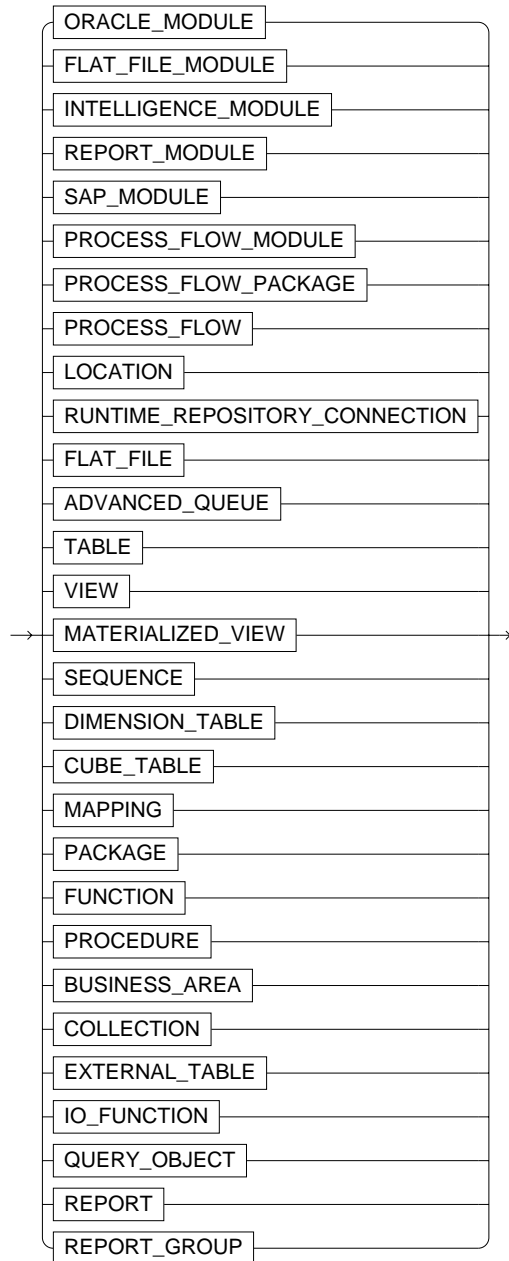 ORACLE_MODULE
FLAT_FILE_MODULE
INTELLIGENCE_MODULE
REPORT_MODULE
SAP_MODULE
PROCESS_FLOW_MODULE
PROCESS_FLOW_PACKAGE
PROCESS_FLOW
LOCATION
RUNTIME_REPOSITORY_CONNECTION
FLAT_FILE
ADVANCED_QUEUE
TABLE
VIEW
MATERIALIZED_VIEW
SEQUENCE
DIMENSION_TABLE
CUBE_TABLE
MAPPING
PACKAGE
FUNCTION
PROCEDURE
BUSINESS_AREA
COLLECTION
EXTERNAL_TABLE
IO_FUNCTION
QUERY_OBJECT
REPORT
REPORT_GROUP